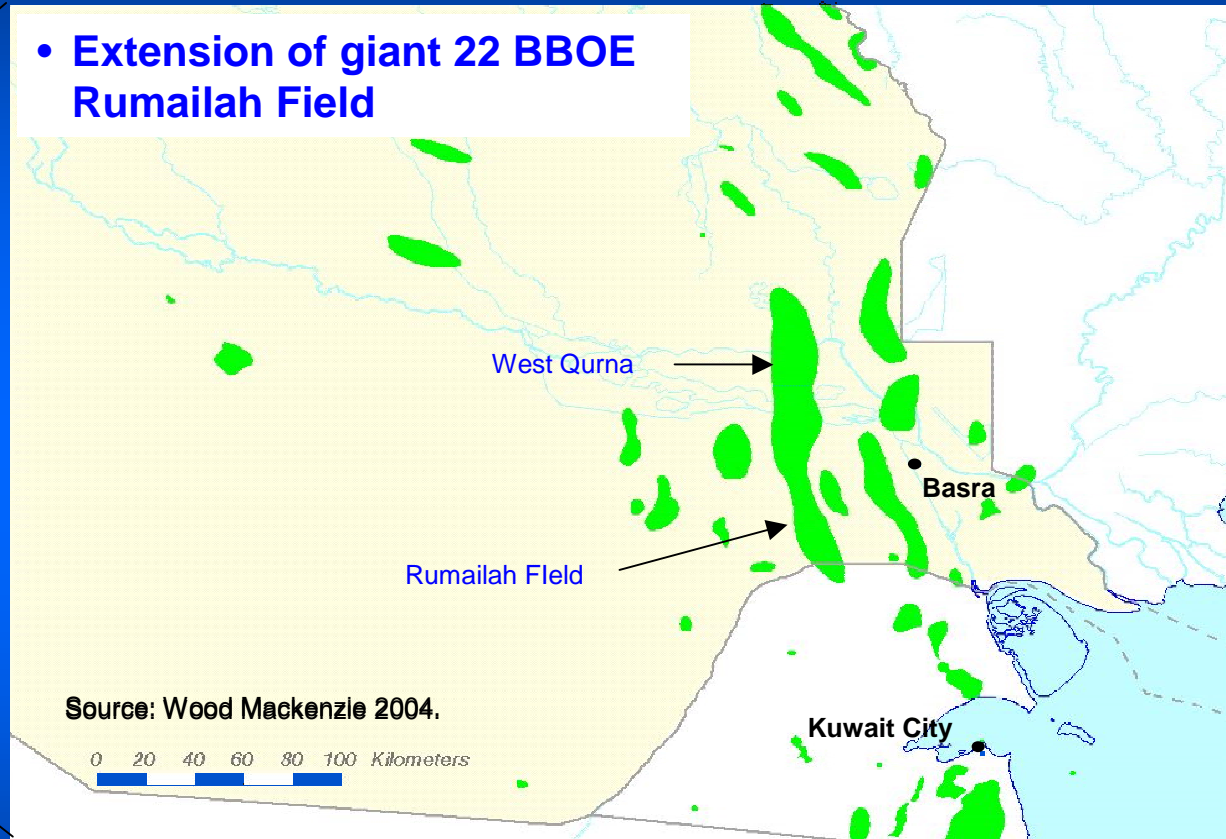 • Extension of giant 22 BBOE
Rumailah Field
West Qurna
Basra
Rumailah FIeld
Source: Wood Mackenzie 2004.
Kuwait City
0 20 40 60 80 100 Kilometers